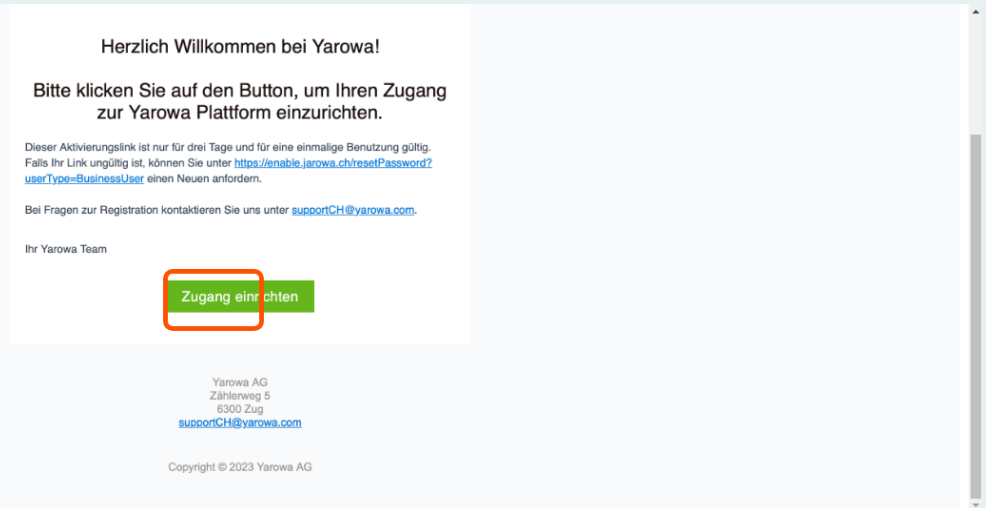 Herzlich Willkommen bei Yarowa!
Bitte klicken Sie auf den Button, um Ihren Zugang
zur Yarowa Plattform einzurichten.
Dieser Aktivierungslink ist nur für drei Tage und für eine einmalige Benutzung gültig.
Falls Ihr Link ungültig ist, können Sie unter https://enable.jarowa.ch/resetPassword?
userType=BusinessUser einen Neuen anfordern.
Bei Fragen zur Registration kontaktieren Sie uns unter supportCH@yarowa.com.
Ihr Yarowa Team
Zugang einrichten
Yarowa AG
Zählerweg 5
6300 Zug
supportCH@yarowa.com
Copyright © 2023 Yarowa AG